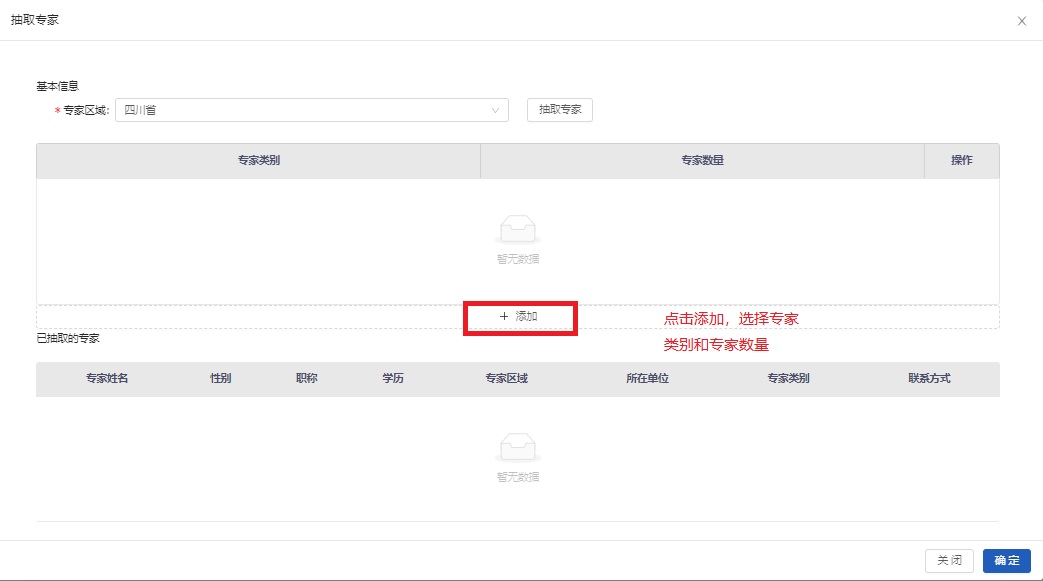 抽取专家
基本信息
* 专家区域: 四川省 抽取专家
专家类别 专家数量 操作
暂无数据
+ 添加
点击添加，选择专家
类别和专家数量
已抽取的专家
专家姓名 性别 职称 学历 专家区域 所在单位 专家类别 联系方式
暂无数据
关闭 确定